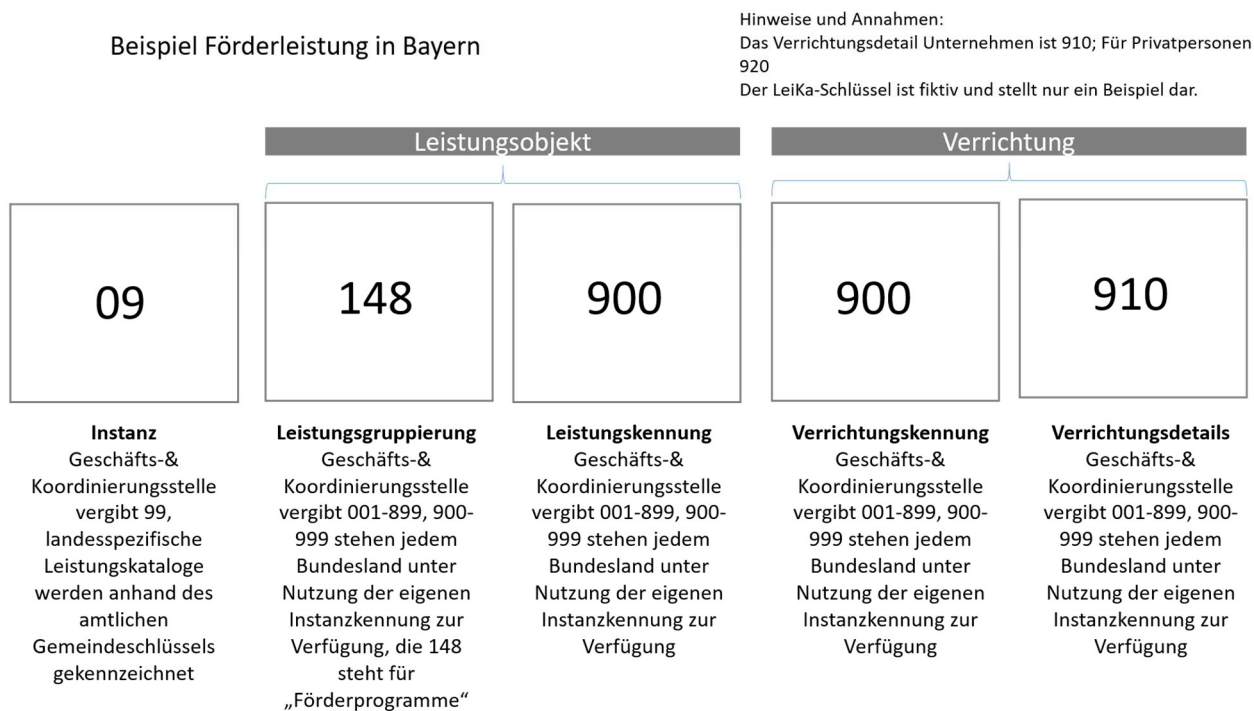 Beispiel Förderleistung in Bayern
Hinweise und Annahmen:
Das Verrichtungsdetail Unternehmen ist 910; Für Privatpersonen
920
Der LeiKa-Schlüssel ist fiktiv und stellt nur ein Beispiel dar.
Leistungsobjekt
Verrichtung
09
148
900
900
910
Instanz
Geschäfts-&
Koordinierungsstelle
vergibt 99,
landesspezifische
Leistungskataloge
werden anhand des
amtlichen
Gemeindeschlüssels
gekennzeichnet
Leistungsgruppierung
Geschäfts-&
Koordinierungsstelle
vergibt 001-899, 900-
999 stehen jedem
Bundesland unter
Nutzung der eigenen
Instanzkennung zur
Verfügung, die 148
steht für
„Förderprogramme“
Leistungskennung
Geschäfts-&
Koordinierungsstelle
vergibt 001-899, 900-
999 stehen jedem
Bundesland unter
Nutzung der eigenen
Instanzkennung zur
Verfügung
Verrichtungskennung
Geschäfts-&
Koordinierungsstelle
vergibt 001-899, 900-
999 stehen jedem
Bundesland unter
Nutzung der eigenen
Instanzkennung zur
Verfügung
Verrichtungsdetails
Geschäfts-&
Koordinierungsstelle
vergibt 001-899, 900-
999 stehen jedem
Bundesland unter
Nutzung der eigenen
Instanzkennung zur
Verfügung